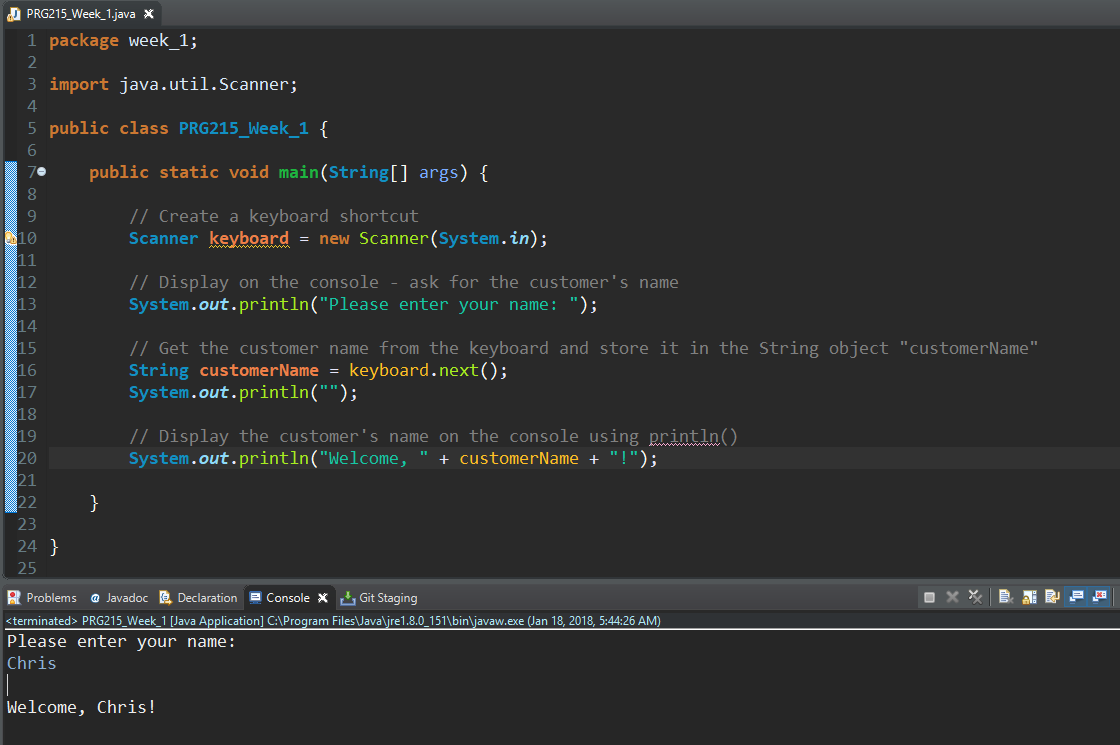 PRG215_Week_1.java
1 package week_1;
2
3 import java.util.Scanner;
4
5 public class PRG215_Week_1 {
6
7 public static void main(String[] args) {
8
9 // Create a keyboard shortcut
10 Scanner keyboard = new Scanner(System.in);
11
12 // Display on the console - ask for the customer's name
13 System.out.println("Please enter your name: ");
14
15 // Get the customer name from the keyboard and store it in the String object "customerName"
16 String customerName = keyboard.next();
17 System.out.println("");
18
19 // Display the customer's name on the console using println()
20 System.out.println("Welcome, " + customerName + "!");
21
22 }
23
24 }
25
Problems @ Javadoc Declaration Console Git Staging
<terminated> PRG215_Week_1 [Java Application] C:\Program Files\Java\jre1.8.0_151\bin\javaw.exe (Jan 18, 2018, 5:44:26 AM)
Please enter your name:
Chris
Welcome, Chris!